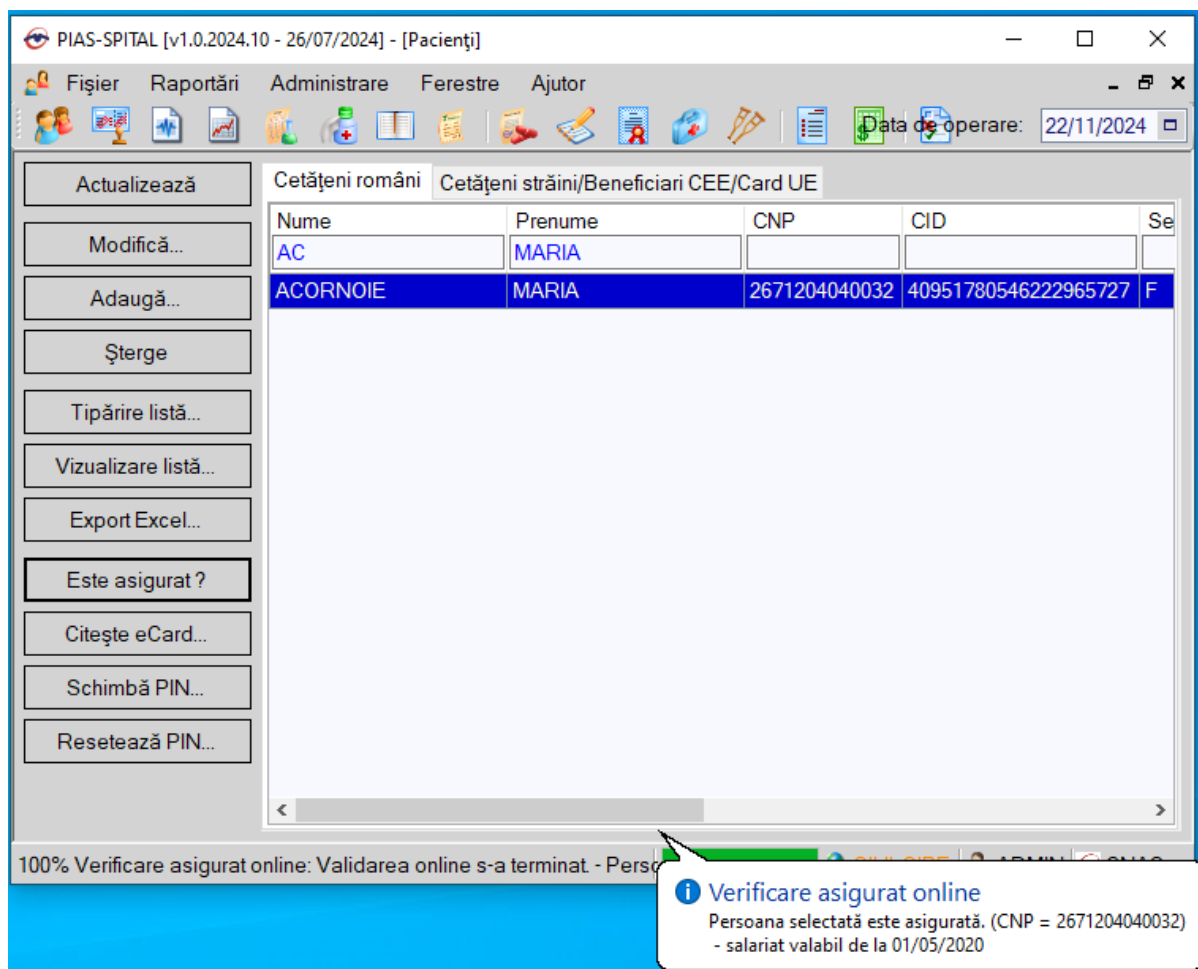 PIAS-SPITAL [v1.0.2024.10 - 26/07/2024] - [Pacienţi]
Fişier Raportări Administrare Ferestre Ajutor
Data de operare: 22/11/2024
Actualizează
Modifică...
Adaugă...
Şterge
Tipărire listă...
Vizualizare listă...
Export Excel...
Este asigurat ?
Citeşte eCard...
Schimbă PIN...
Resetează PIN...
Cetăţeni români Cetăţeni străini/Beneficiari CEE/Card UE
Nume Prenume CNP CID Se
AC MARIA
ACORNOIE MARIA 2671204040032 40951780546222965727 F
100% Verificare asigurat online: Validarea online s-a terminat. - Perso
Verificare asigurat online
Persoana selectată este asigurată. (CNP = 2671204040032)
- salariat valabil de la 01/05/2020